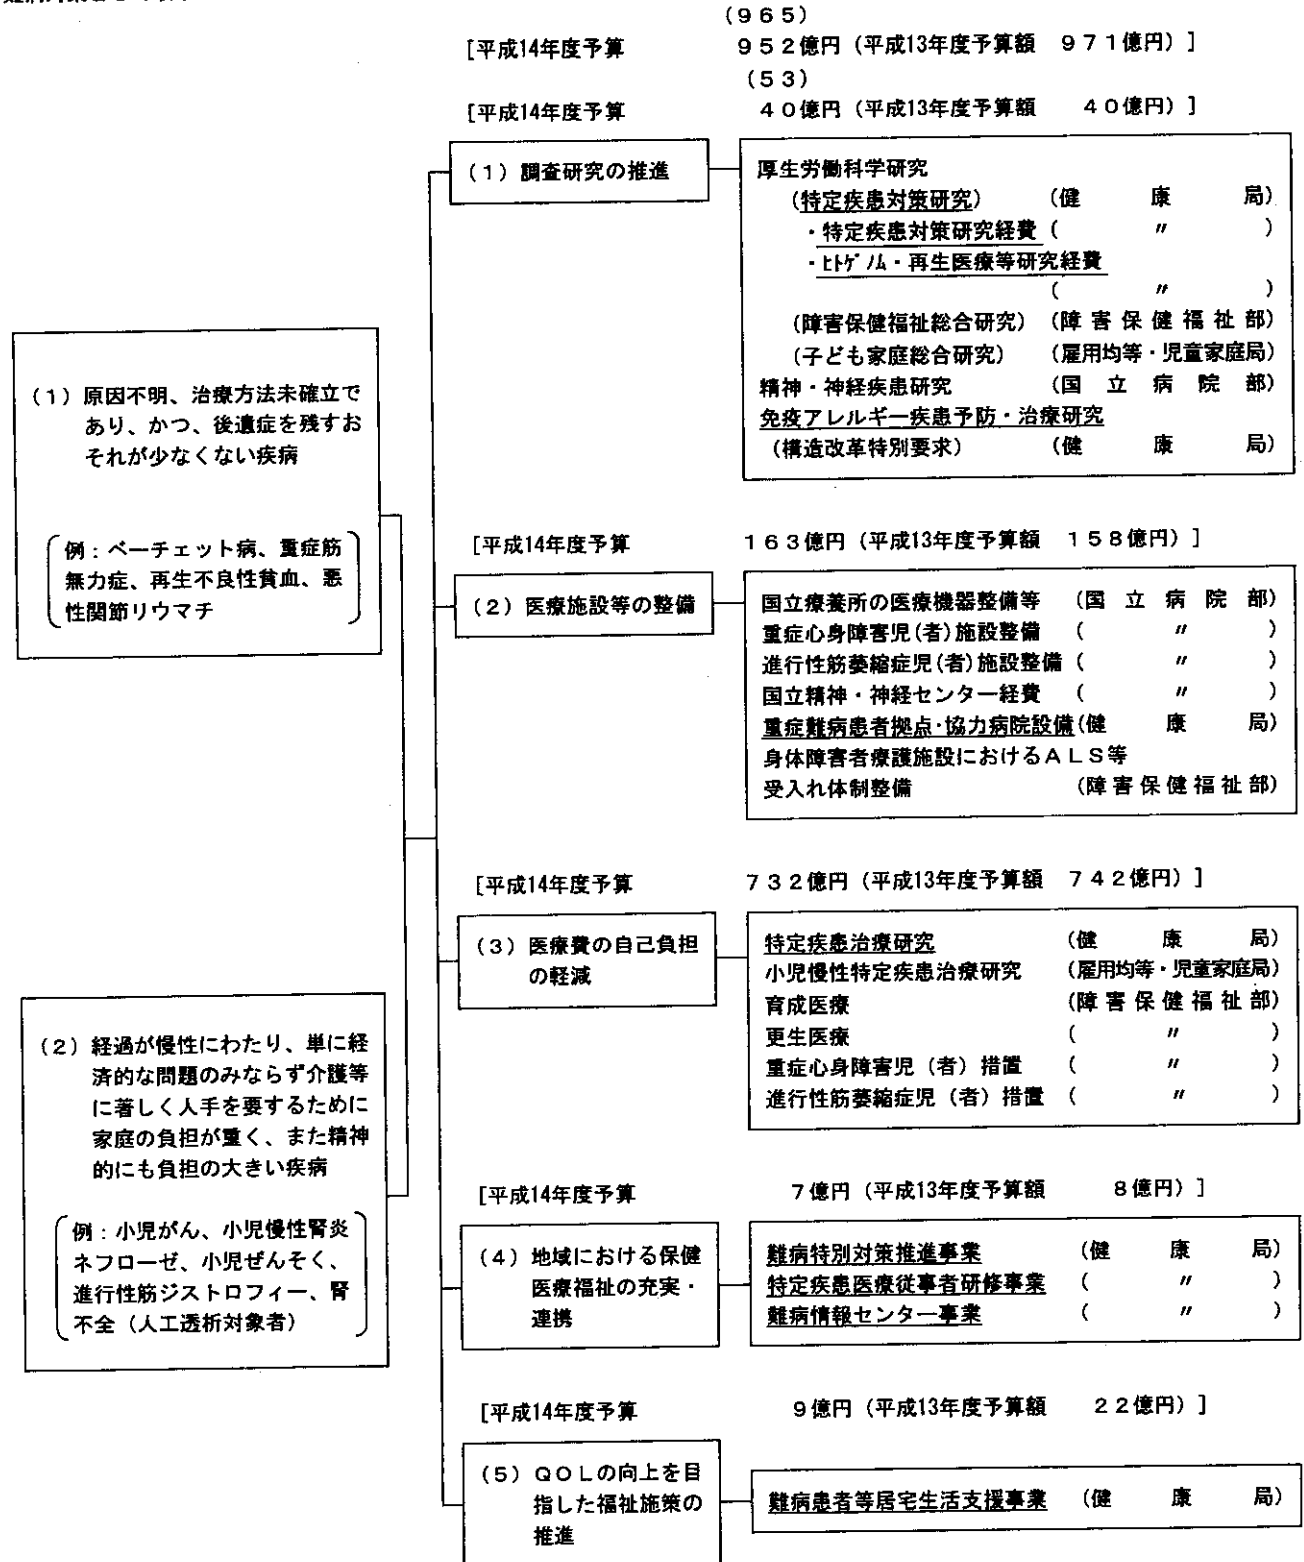 (965)
[平成14年度予算 952億円（平成13年度予算額 971億円）]
(53)
[平成14年度予算 40億円（平成13年度予算額 40億円）]
（1）調査研究の推進
厚生労働科学研究
（特定疾患対策研究）（健康局）
・特定疾患対策研究経費（ 〃 ）
・ﾋﾄｹﾞﾉﾑ・再生医療等研究経費
（ 〃 ）
（障害保健福祉総合研究）（障害保健福祉部）
（子ども家庭総合研究）（雇用均等・児童家庭局）
精神・神経疾患研究（国立病院部）
免疫アレルギー疾患予防・治療研究
（構造改革特別要求）（健康局）
（1）原因不明、治療方法未確立で
あり、かつ、後遺症を残すお
それが少なくない疾病
例：ベーチェット病、重症筋
無力症、再生不良性貧血、悪
性関節リウマチ
[平成14年度予算 163億円（平成13年度予算額 158億円）]
（2）医療施設等の整備
国立療養所の医療機器整備等（国立病院部）
重症心身障害児(者)施設整備（ 〃 ）
進行性筋萎縮症児(者)施設整備（ 〃 ）
国立精神・神経センター経費（ 〃 ）
重症難病患者拠点・協力病院設備（健康局）
身体障害者療護施設におけるＡＬＳ等
受入れ体制整備（障害保健福祉部）
[平成14年度予算 732億円（平成13年度予算額 742億円）]
（3）医療費の自己負担
の軽減
特定疾患治療研究（健康局）
小児慢性特定疾患治療研究（雇用均等・児童家庭局）
育成医療（障害保健福祉部）
更生医療（ 〃 ）
重症心身障害児（者）措置（ 〃 ）
進行性筋萎縮症児（者）措置（ 〃 ）
（2）経過が慢性にわたり、単に経
済的な問題のみならず介護等
に著しく人手を要するために
家庭の負担が重く、また精神
的にも負担の大きい疾病
例：小児がん、小児慢性腎炎
ネフローゼ、小児ぜんそく、
進行性筋ジストロフィー、腎
不全（人工透析対象者）
[平成14年度予算 7億円（平成13年度予算額 8億円）]
（4）地域における保健
医療福祉の充実・
連携
難病特別対策推進事業（健康局）
特定疾患医療従事者研修事業（ 〃 ）
難病情報センター事業（ 〃 ）
[平成14年度予算 9億円（平成13年度予算額 22億円）]
（5）ＱＯＬの向上を目
指した福祉施策の
推進
難病患者等居宅生活支援事業（健康局）